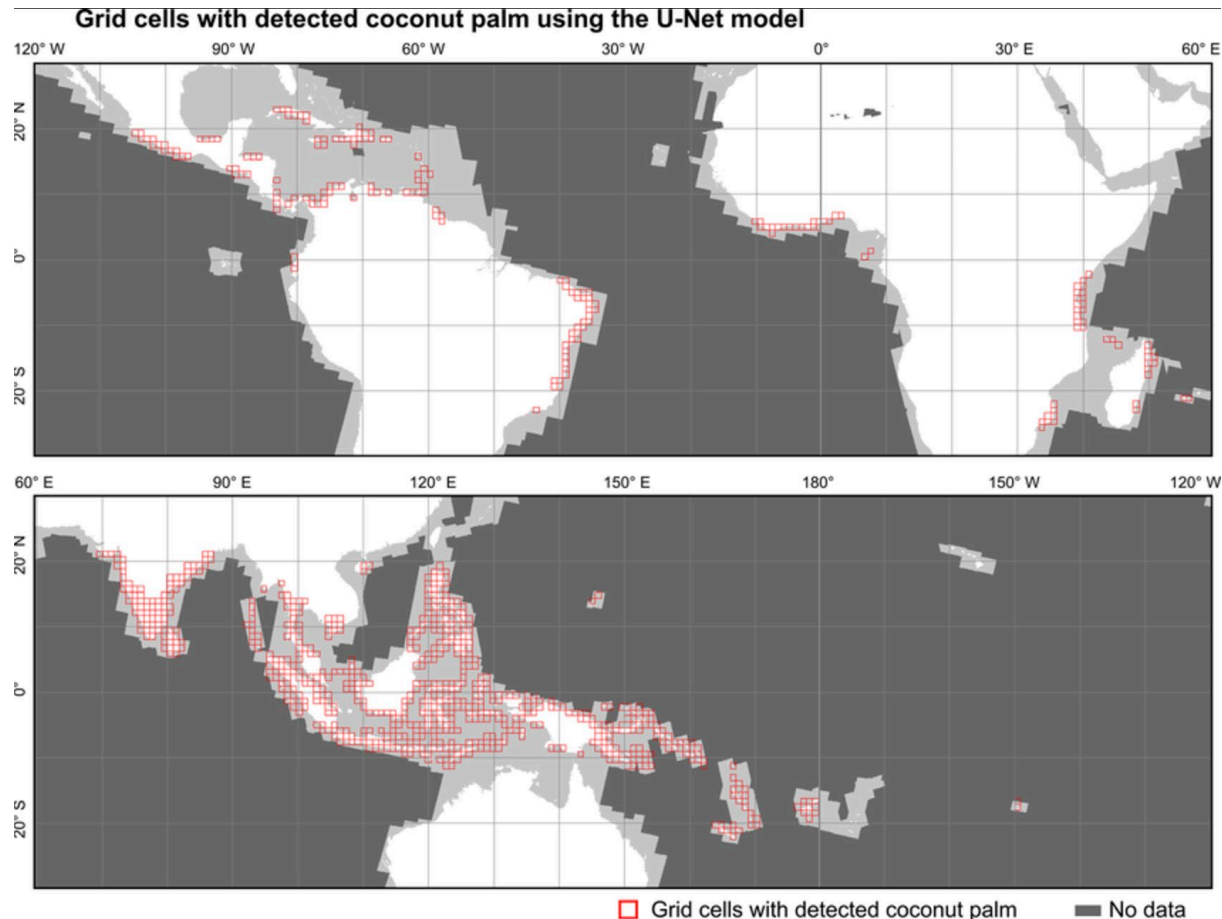 Grid cells with detected coconut palm using the U-Net model
120° W 90° W 60° W 30° W 0° 30° E 60° E
20° N
0°
20° S
60° E 90° E 120° E 150° E 180° 150° W 120° W
20° N
0°
20° S
Grid cells with detected coconut palm No data